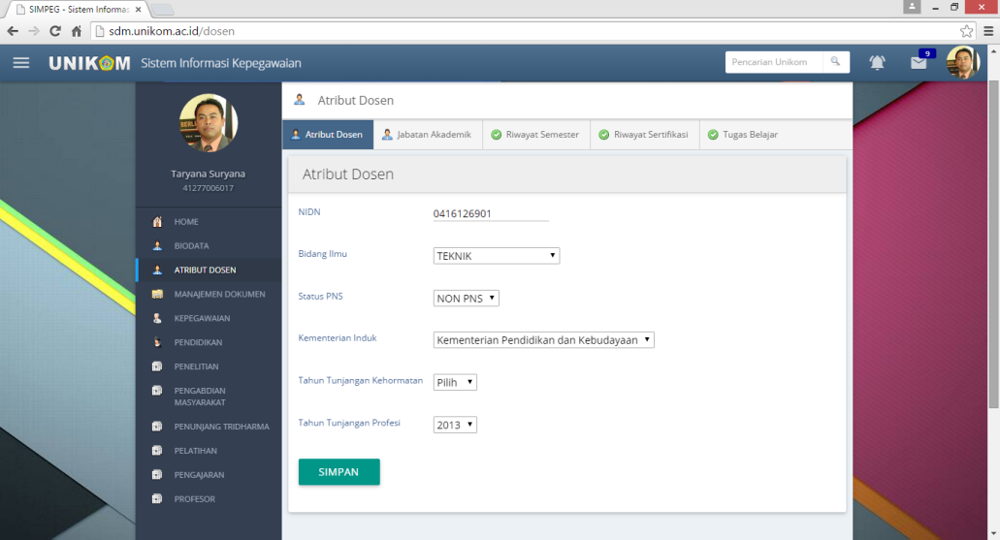 SIMPEG - Sistem Informas
sdm.unikom.ac.id/dosen
UNIKOM Sistem Informasi Kepegawaian
Pencarian Unikom
9
Taryana Suryana
41277006017
HOME
BIODATA
ATRIBUT DOSEN
MANAJEMEN DOKUMEN
KEPEGAWAIAN
PENDIDIKAN
PENELITIAN
PENGABDIAN
MASYARAKAT
PENUNJANG TRIDHARMA
PELATIHAN
PENGAJARAN
PROFESOR
Atribut Dosen
Atribut Dosen Jabatan Akademik Riwayat Semester Riwayat Sertifikasi Tugas Belajar
Atribut Dosen
NIDN 0416126901
Bidang Ilmu TEKNIK
Status PNS NON PNS
Kementerian Induk Kementerian Pendidikan dan Kebudayaan
Tahun Tunjangan Kehormatan Pilih
Tahun Tunjangan Profesi 2013
SIMPAN